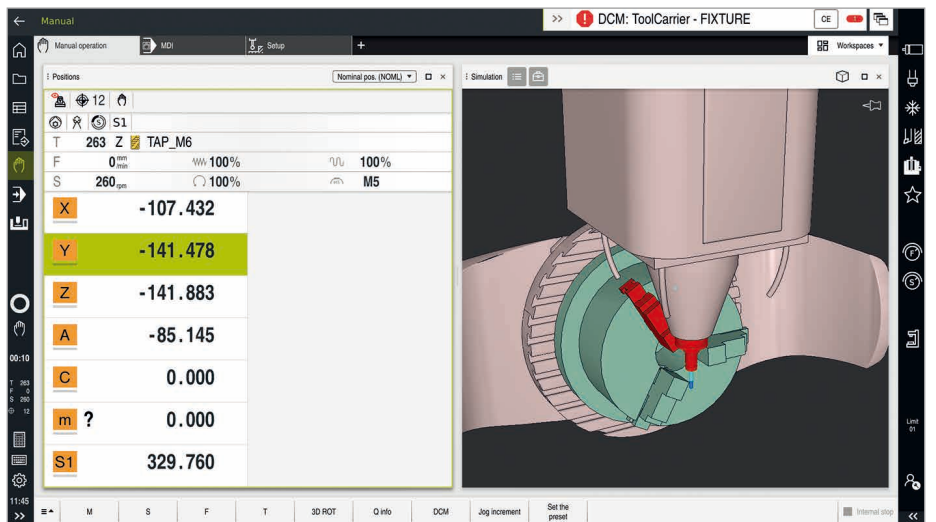 Manual
DCM: ToolCarrier - FIXTURE
CE
Manual operation
MDI
Setup
+
Workspaces
Positions
Nominal pos. (NOML)
Simulation
12
S1
T 263 Z TAP_M6
F 0 mm/min 100% 100%
S 260 rpm 100% M5
X -107.432
Y -141.478
Z -141.883
A -85.145
C 0.000
m ? 0.000
S1 329.760
00:10
T 263
F 0
S 260
12
11:45
F
S
Limit
01
M
S
F
T
3D ROT
Q info
DCM
Jog increment
Set the
preset
Internal stop